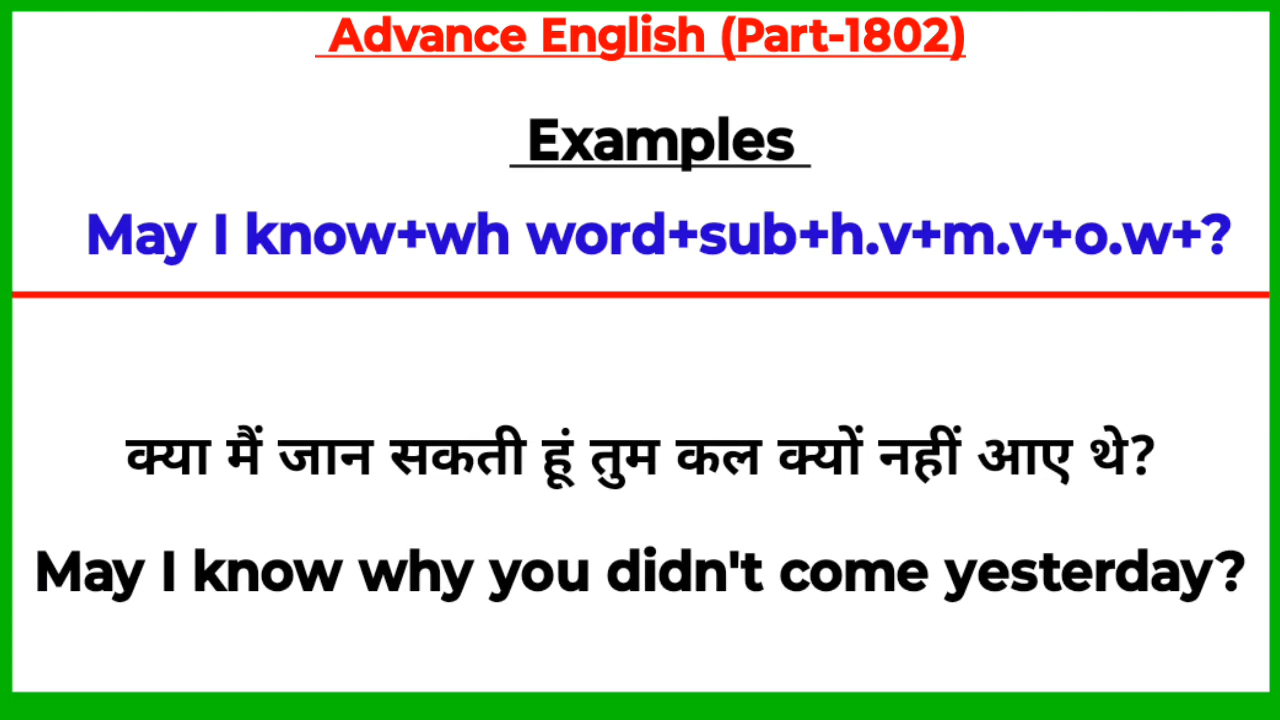 Advance English (Part-1802)
Examples
May I know+wh word+sub+h.v+m.v+o.w+?
क्या मैं जान सकती हूं तुम कल क्यों नहीं आए थे?
May I know why you didn't come yesterday?